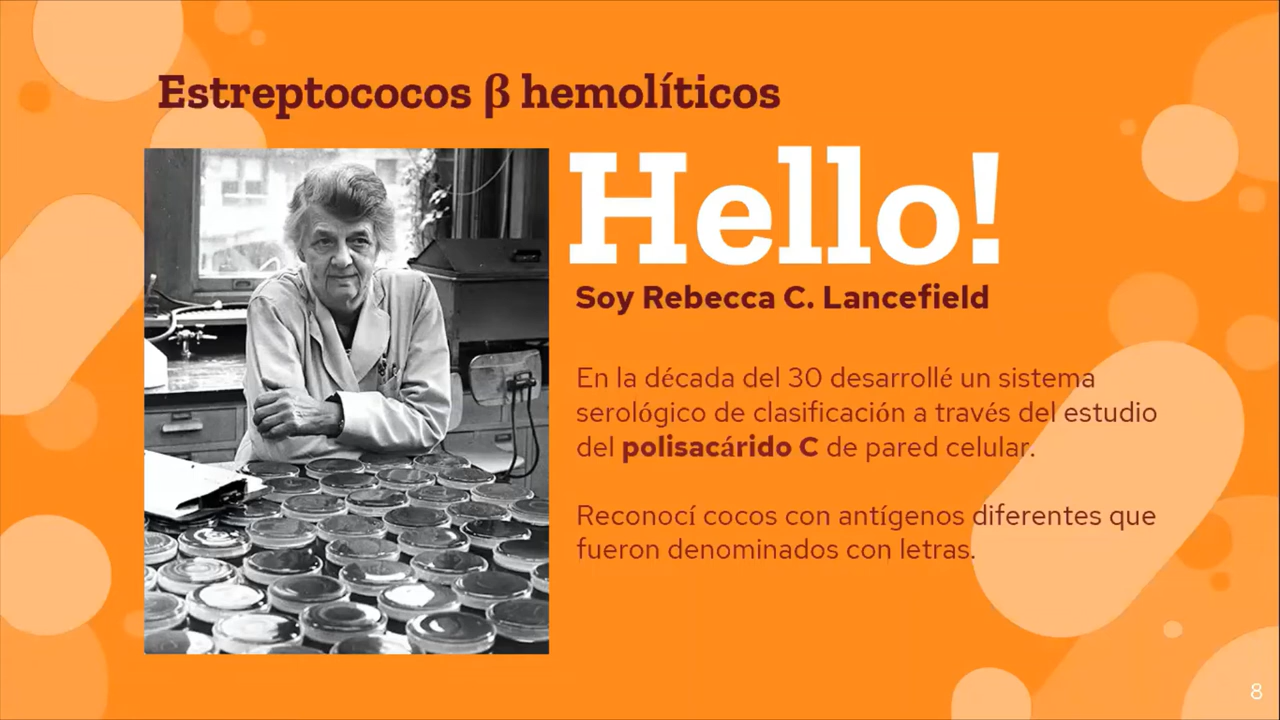 Estreptococos β hemolíticos
Hello!
Soy Rebecca C. Lancefield
En la década del 30 desarrollé un sistema
serológico de clasificación a través del estudio
del polisacárido C de pared celular.
Reconocí cocos con antígenos diferentes que
fueron denominados con letras.
8